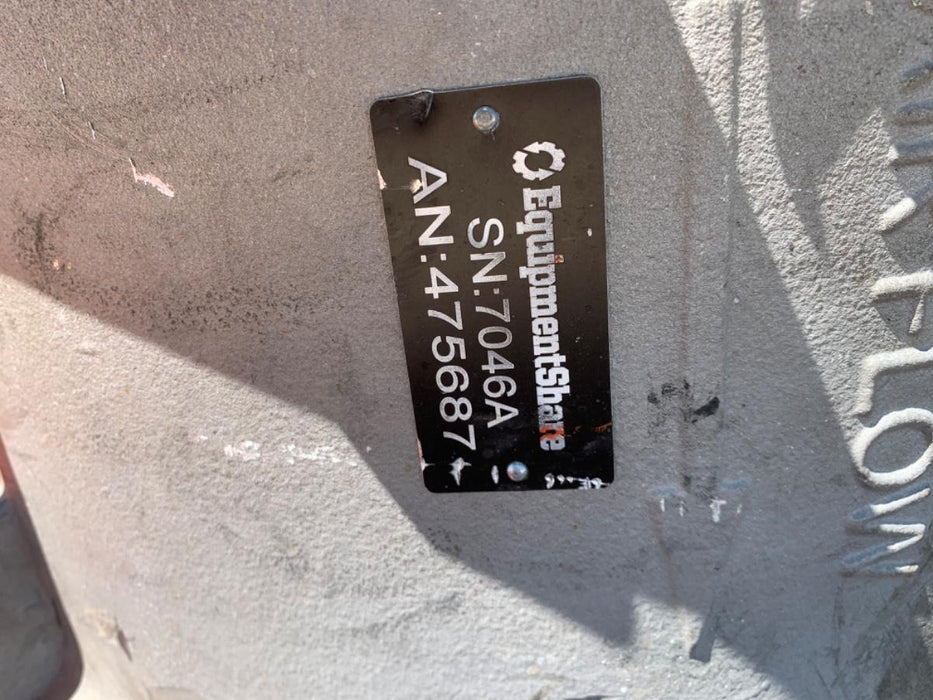 EquipmentShare
SN:7046A
AN:475687
FLOW